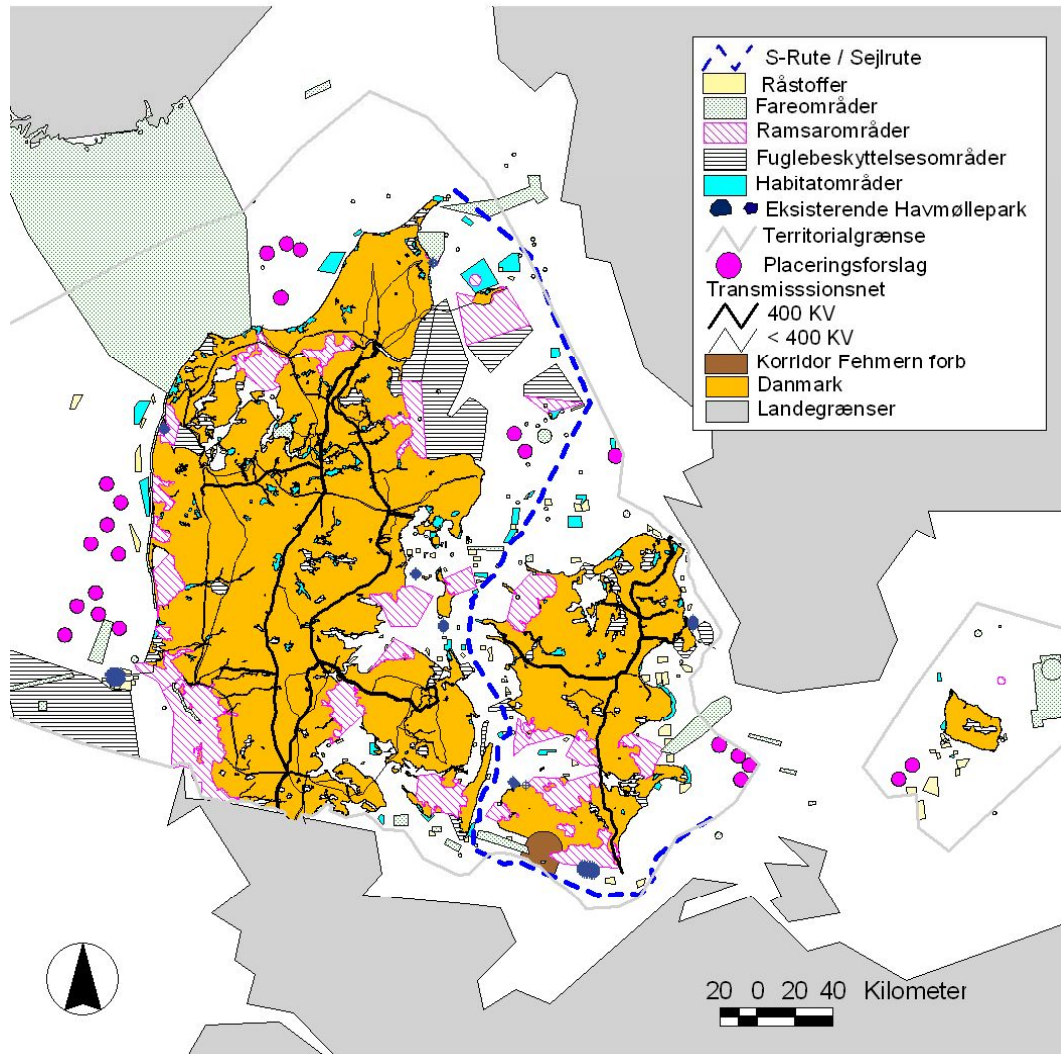 S-Rute / Sejlrute
Råstoffer
Fareområder
Ramsarområder
Fuglebeskyttelsesområder
Habitatområder
Eksisterende Havmøllepark
Territorialgrænse
Placeringsforslag
Transmisssionsnet
400 KV
< 400 KV
Korridor Fehmern forb
Danmark
Landegrænser
20 0 20 40 Kilometer